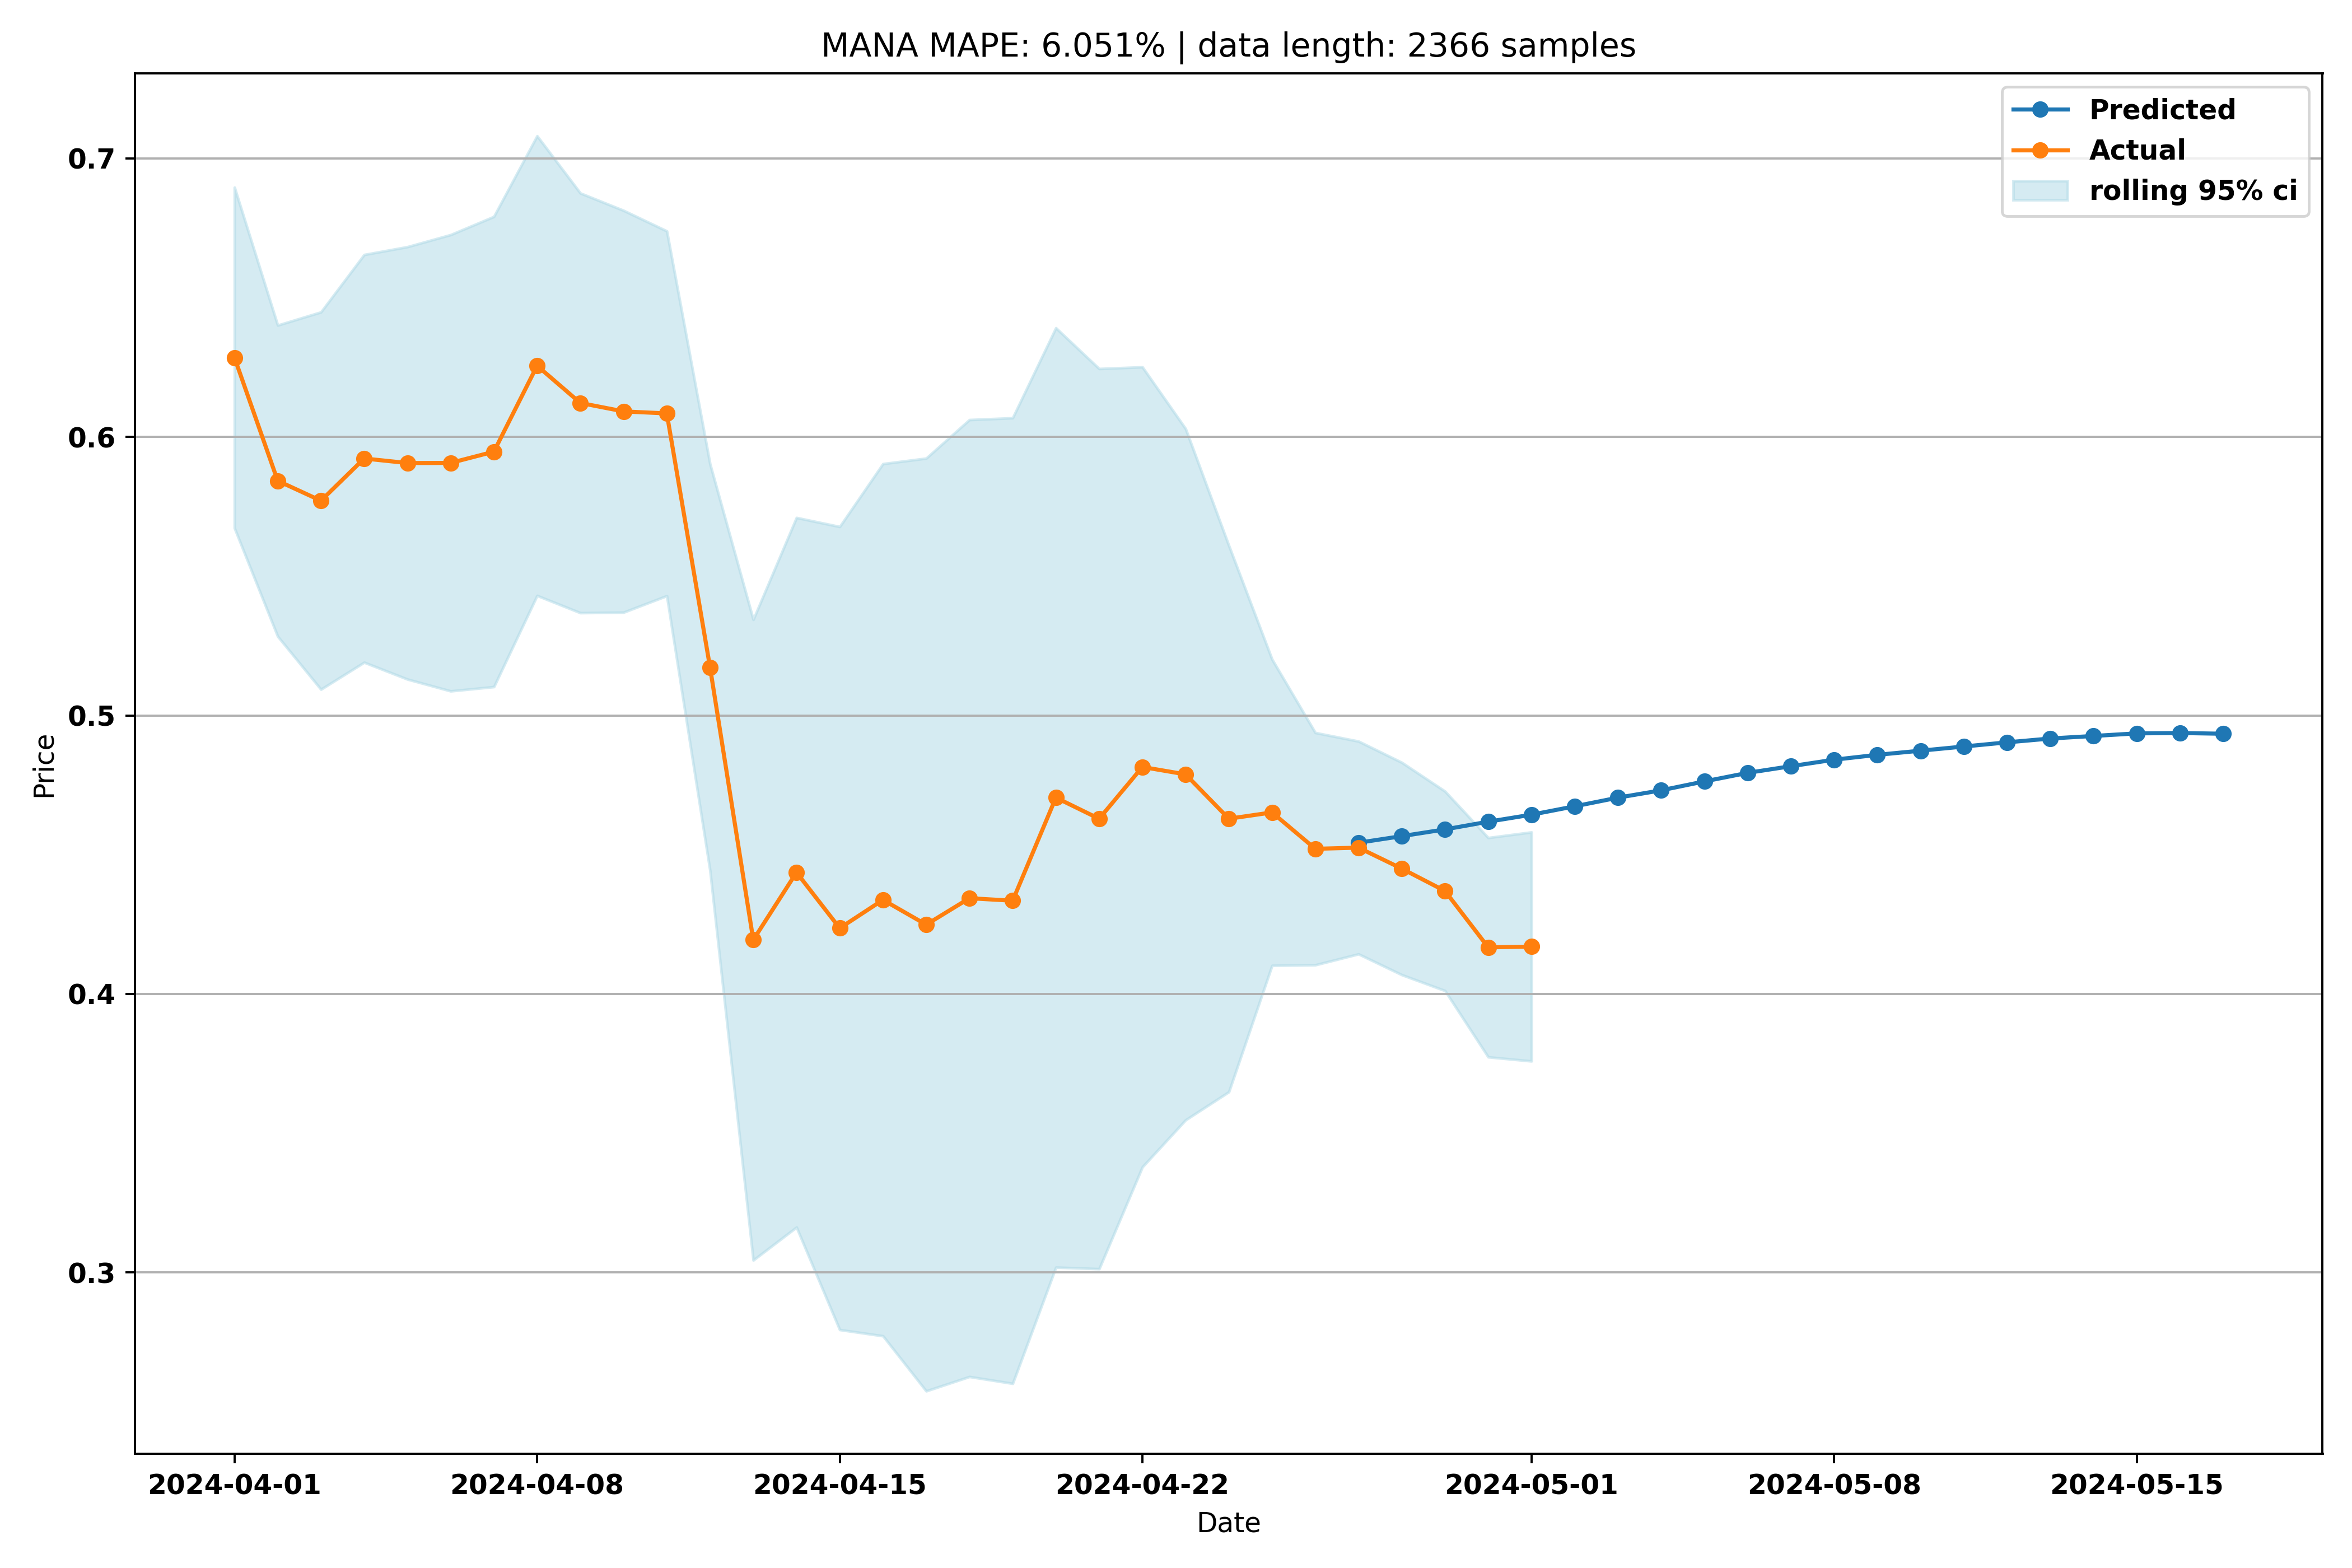 MANA MAPE: 6.051% | data length: 2366 samples
Predicted
Actual
rolling 95% ci
0.7
0.6
0.5
0.4
0.3
Price
2024-04-01 2024-04-08 2024-04-15 2024-04-22 2024-05-01 2024-05-08 2024-05-15
Date